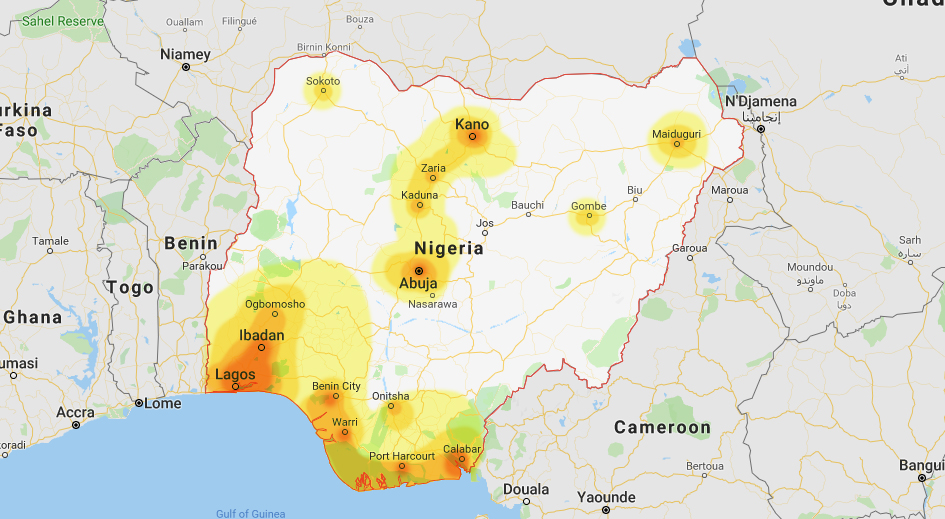 Chad
Sahel Reserve
Ouallam
Filingué
Bouza
Birnin Konni
Niamey
Ati
أتي
Sokoto
N'Djamena
إنجامينا
urkina
Faso
Kano
Maiduguri
Zaria
Kaduna
Biu
Maroua
Bauchi
Gombe
Jos
Tamale
Benin
Nigeria
Garoua
Sarh
ساره
Parakou
Abuja
Moundou
موندو
Togo
Doba
دوبا
Nasarawa
Ogbomosho
Ghana
Ibadan
umasi
Lagos
Benin City
Onitsha
Lome
Accra
Warri
Cameroon
oradi
Port Harcourt
Calabar
Bertoua
Bangui
Douala
Yaounde
Gulf of Guinea